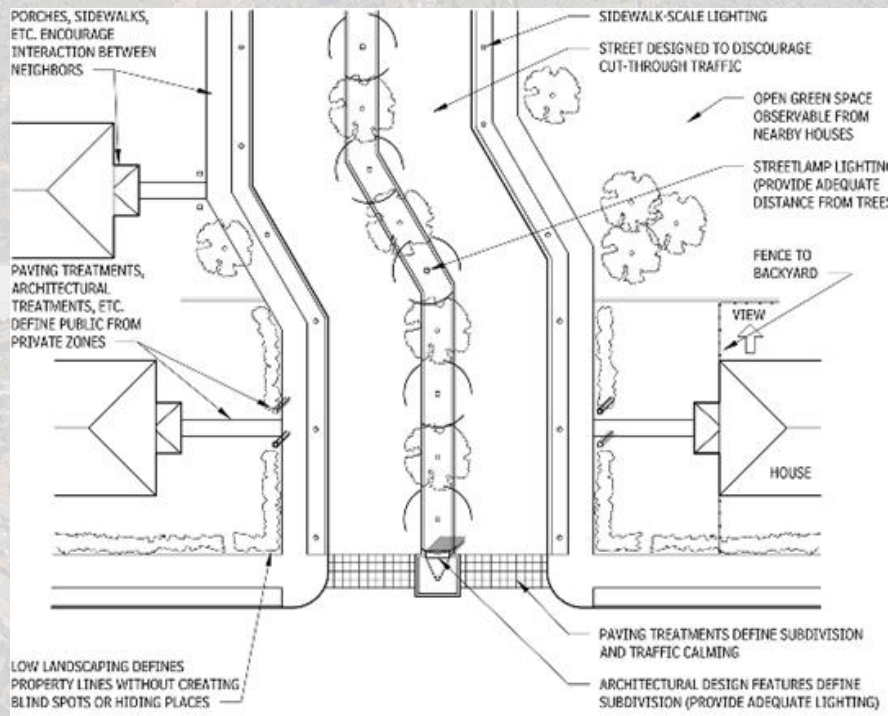 PORCHES, SIDEWALKS,
ETC. ENCOURAGE
INTERACTION BETWEEN
NEIGHBORS
SIDEWALK-SCALE LIGHTING
STREET DESIGNED TO DISCOURAGE
CUT-THROUGH TRAFFIC
OPEN GREEN SPACE
OBSERVABLE FROM
NEARBY HOUSES
STREETLAMP LIGHTING
(PROVIDE ADEQUATE
DISTANCE FROM TREES
PAVING TREATMENTS,
ARCHITECTURAL
TREATMENTS, ETC.
DEFINE PUBLIC FROM
PRIVATE ZONES
FENCE TO
BACKYARD
VIEW
HOUSE
LOW LANDSCAPING DEFINES
PROPERTY LINES WITHOUT CREATING
BLIND SPOTS OR HIDING PLACES
PAVING TREATMENTS DEFINE SUBDIVISION
AND TRAFFIC CALMING
ARCHITECTURAL DESIGN FEATURES DEFINE
SUBDIVISION (PROVIDE ADEQUATE LIGHTING)